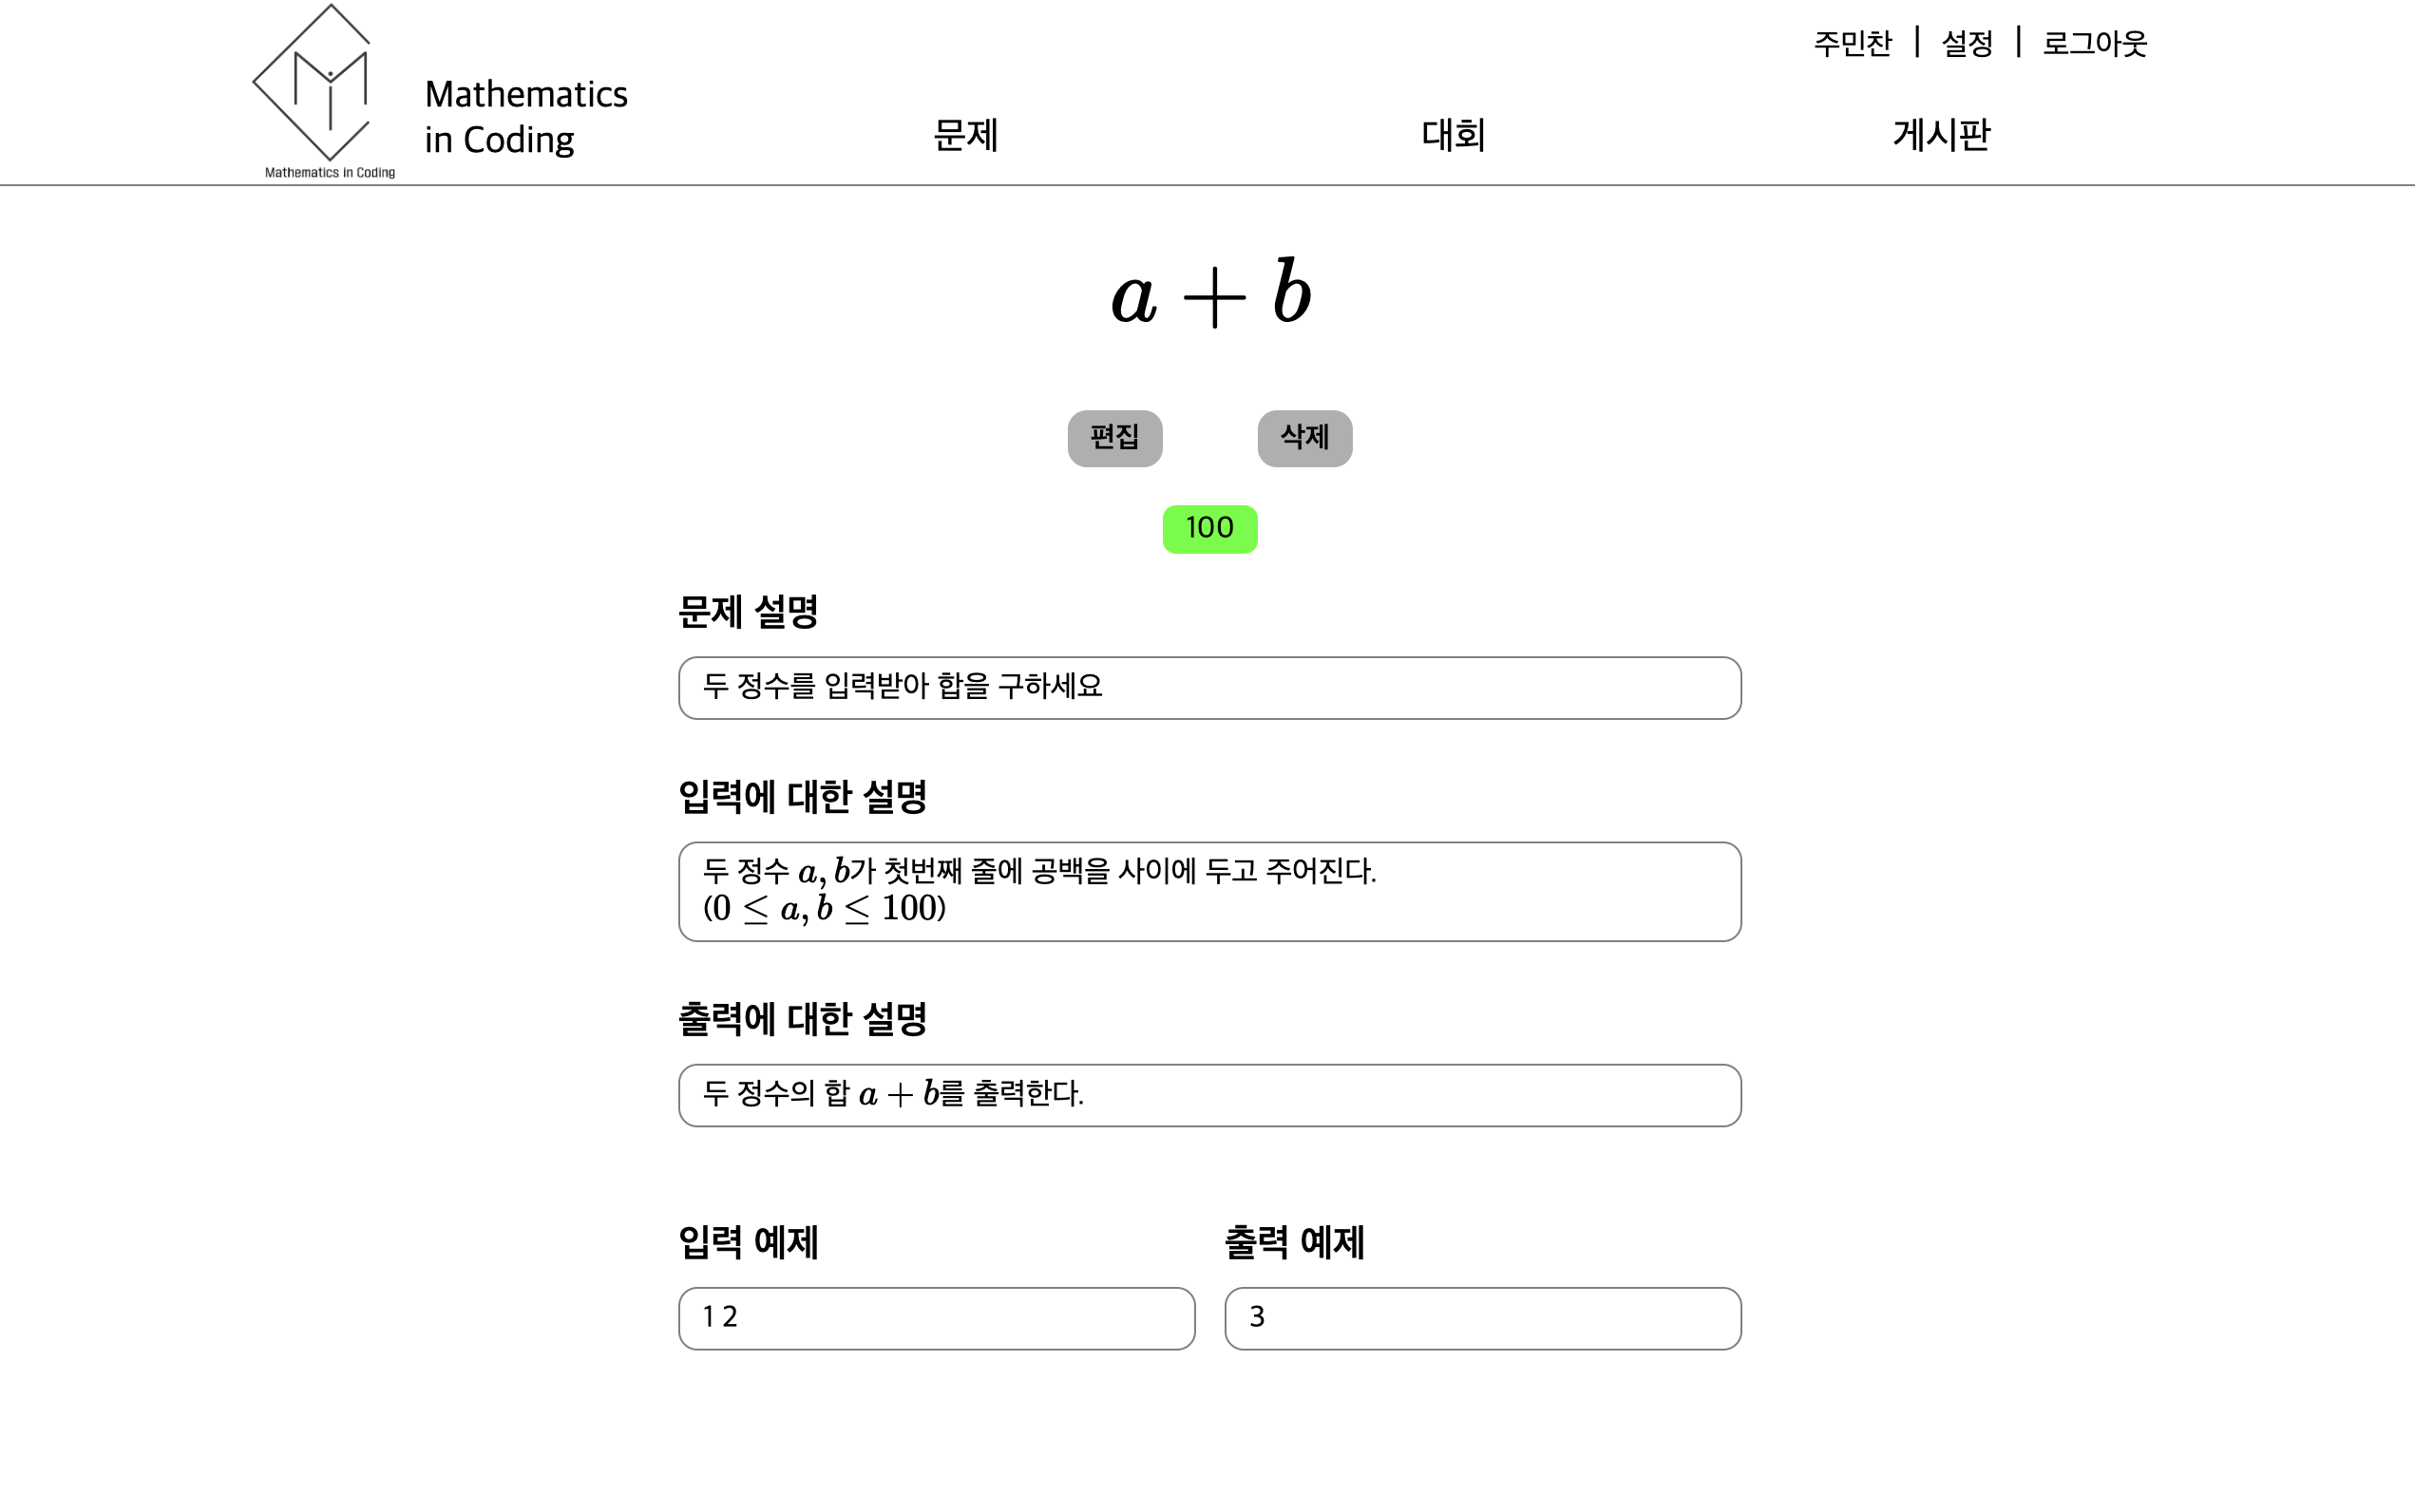 Mathematics
in Coding
Mathematics in Coding
주민찬 | 설정 | 로그아웃
문제 대회 게시판
a + b
편집 삭제
100
문제 설명
두 정수를 입력받아 합을 구하세요
입력에 대한 설명
두 정수 a, b가 첫번째 줄에 공백을 사이에 두고 주어진다.
(0 ≤ a, b ≤ 100)
출력에 대한 설명
두 정수의 합 a + b를 출력한다.
입력 예제 출력 예제
1 2 3